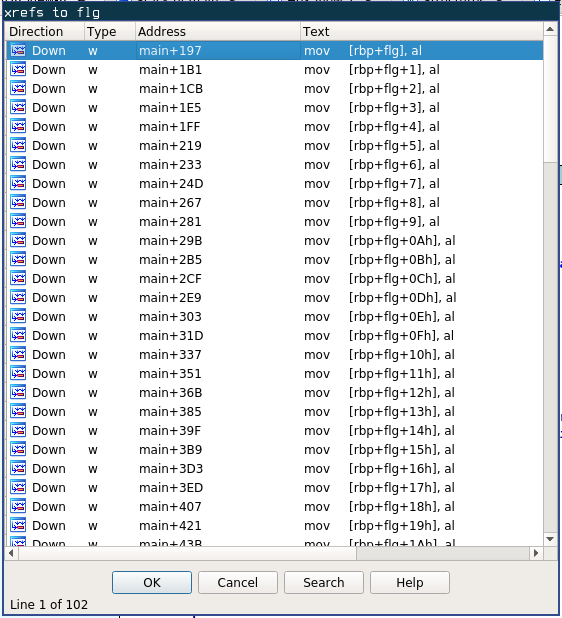 xrefs to flg
Direction Type Address Text
Down w main+197 mov [rbp+flg], al
Down w main+1B1 mov [rbp+flg+1], al
Down w main+1CB mov [rbp+flg+2], al
Down w main+1E5 mov [rbp+flg+3], al
Down w main+1FF mov [rbp+flg+4], al
Down w main+219 mov [rbp+flg+5], al
Down w main+233 mov [rbp+flg+6], al
Down w main+24D mov [rbp+flg+7], al
Down w main+267 mov [rbp+flg+8], al
Down w main+281 mov [rbp+flg+9], al
Down w main+29B mov [rbp+flg+0Ah], al
Down w main+2B5 mov [rbp+flg+0Bh], al
Down w main+2CF mov [rbp+flg+0Ch], al
Down w main+2E9 mov [rbp+flg+0Dh], al
Down w main+303 mov [rbp+flg+0Eh], al
Down w main+31D mov [rbp+flg+0Fh], al
Down w main+337 mov [rbp+flg+10h], al
Down w main+351 mov [rbp+flg+11h], al
Down w main+36B mov [rbp+flg+12h], al
Down w main+385 mov [rbp+flg+13h], al
Down w main+39F mov [rbp+flg+14h], al
Down w main+3B9 mov [rbp+flg+15h], al
Down w main+3D3 mov [rbp+flg+16h], al
Down w main+3ED mov [rbp+flg+17h], al
Down w main+407 mov [rbp+flg+18h], al
Down w main+421 mov [rbp+flg+19h], al
Down w main+43B mov [rbp+flg+1Ah], al
OK Cancel Search Help
Line 1 of 102